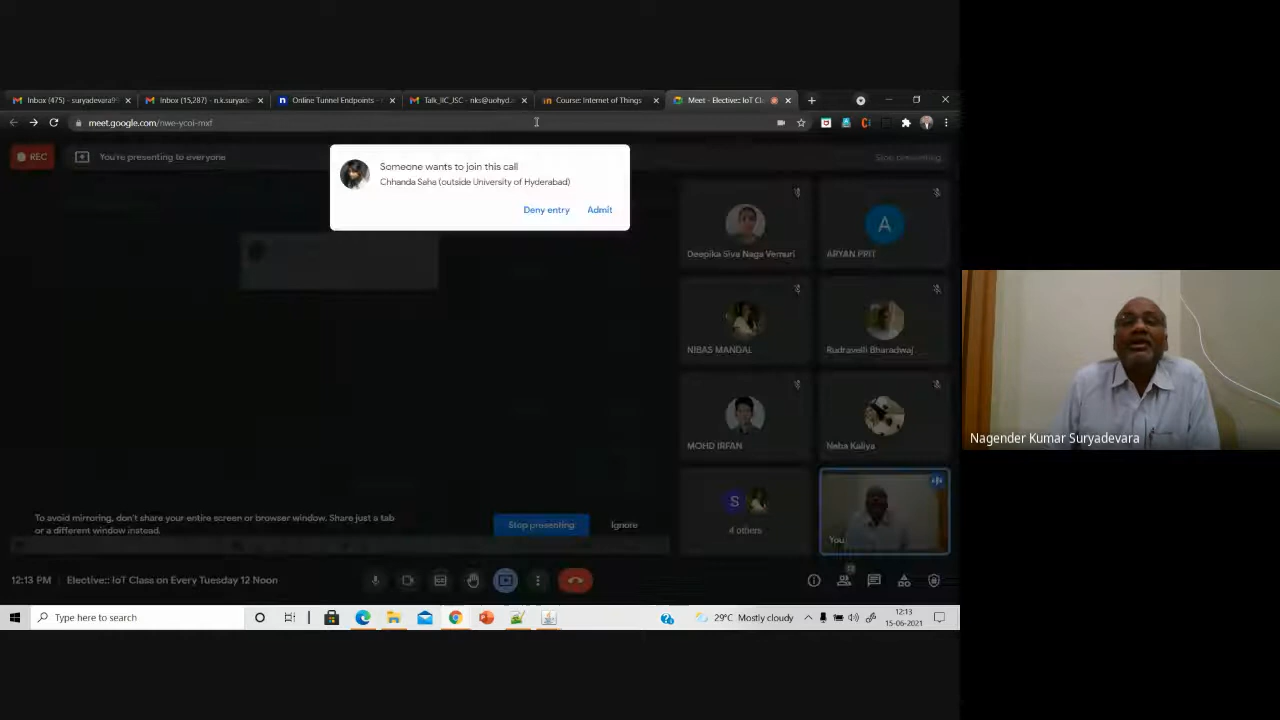 Inbox (475) - suryadevara9
Inbox (15,287) - n.k.suryade
Online Tunnel Endpoints -
Talk_IIC_JSC - nks@uohyd.a
Course: Internet of Things
Meet - Elective:: IoT Cl
meet.google.com/nwe-ycoi-mxf
REC
You're presenting to everyone
Stop presenting
Someone wants to join this call
Chhanda Saha (outside University of Hyderabad)
Deny entry
Admit
Deepika Siva Naga Vemuri
A
ARYAN PRIT
NIBAS MANDAL
Rudravelli Bharadwaj ...
MOHD IRFAN
Neha Kaliya
S
4 others
You
Nagender Kumar Suryadevara
To avoid mirroring, don't share your entire screen or browser window. Share just a tab
or a different window instead.
Stop presenting
Ignore
12:13 PM
Elective:: IoT Class on Every Tuesday 12 Noon
Type here to search
29°C Mostly cloudy
12:13
15-06-2021